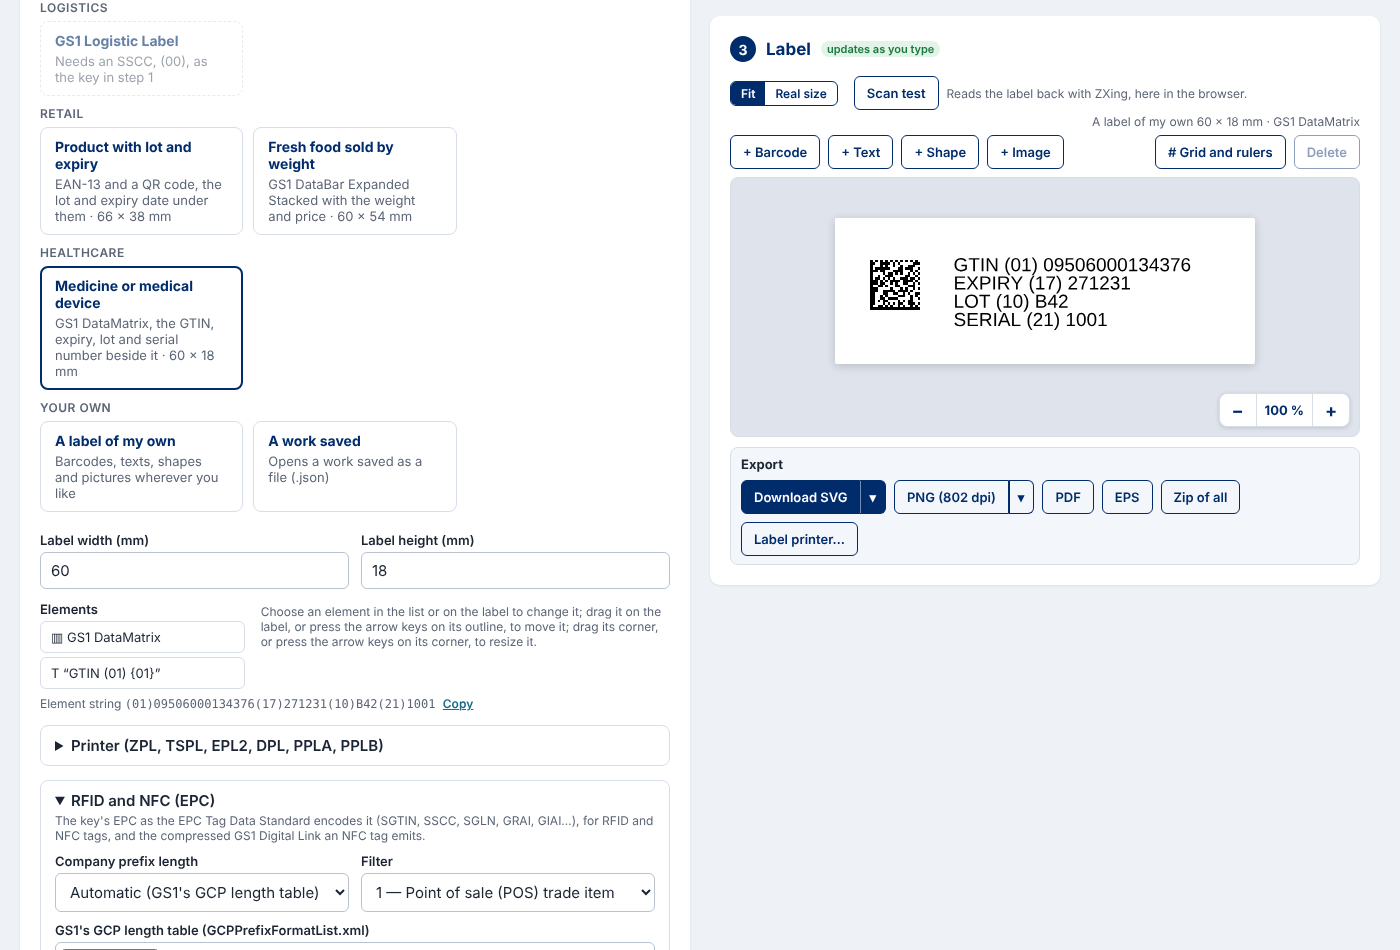 LOGISTICS
GS1 Logistic Label
Needs an SSCC, (00), as
the key in step 1
RETAIL
Product with lot and
expiry
EAN-13 and a QR code, the
lot and expiry date under
them · 66 × 38 mm
Fresh food sold by
weight
GS1 DataBar Expanded
Stacked with the weight
and price · 60 × 54 mm
HEALTHCARE
Medicine or medical
device
GS1 DataMatrix, the GTIN,
expiry, lot and serial
number beside it · 60 × 18
mm
YOUR OWN
A label of my own
Barcodes, texts, shapes
and pictures wherever you
like
A work saved
Opens a work saved as a
file (.json)
Label width (mm)
60
Label height (mm)
18
Elements
▥ GS1 DataMatrix
T “GTIN (01) {01}”
Choose an element in the list or on the label to change it; drag it on the
label, or press the arrow keys on its outline, to move it; drag its corner,
or press the arrow keys on its corner, to resize it.
Element string (01)09506000134376(17)271231(10)B42(21)1001 Copy
▶ Printer (ZPL, TSPL, EPL2, DPL, PPLA, PPLB)
▼ RFID and NFC (EPC)
The key's EPC as the EPC Tag Data Standard encodes it (SGTIN, SSCC, SGLN, GRAI, GIAI…), for RFID and
NFC tags, and the compressed GS1 Digital Link an NFC tag emits.
Company prefix length
Automatic (GS1's GCP length table)
Filter
1 — Point of sale (POS) trade item
GS1's GCP length table (GCPPrefixFormatList.xml)
3 Label updates as you type
Fit Real size Scan test Reads the label back with ZXing, here in the browser.
A label of my own 60 × 18 mm · GS1 DataMatrix
+ Barcode + Text + Shape + Image # Grid and rulers Delete
GTIN (01) 09506000134376
EXPIRY (17) 271231
LOT (10) B42
SERIAL (21) 1001
− 100 % +
Export
Download SVG ▾ PNG (802 dpi) ▾ PDF EPS Zip of all
Label printer…